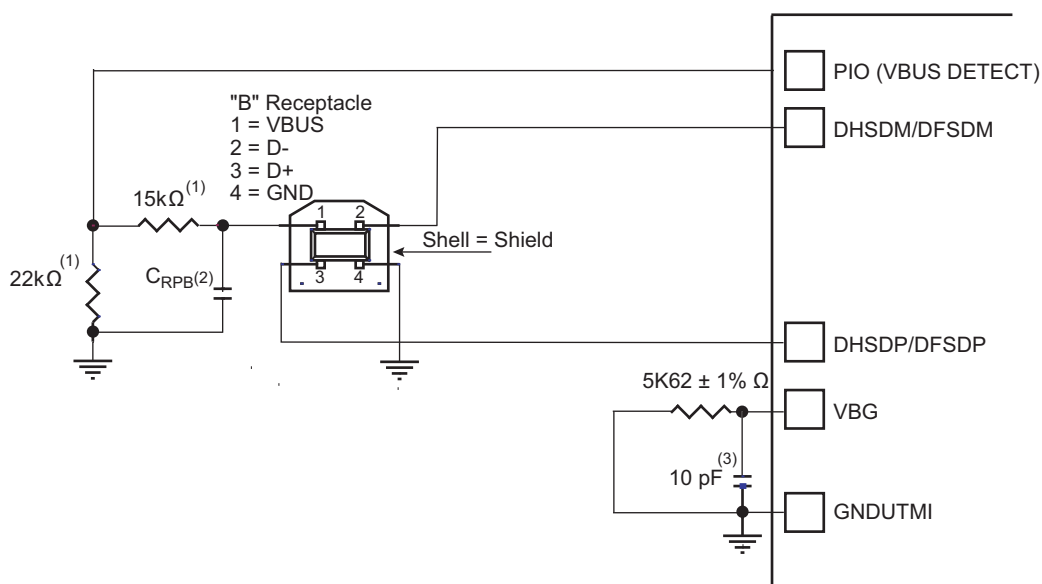 PIO (VBUS DETECT)
"B" Receptacle
1 = VBUS
2 = D-
3 = D+
4 = GND
DHSDM/DFSDM
15kΩ(1)
1 2
Shell = Shield
22kΩ(1)
CRPB(2)
3 4
DHSDP/DFSDP
5K62 ± 1% Ω
VBG
10 pF(3)
GNDUTMI